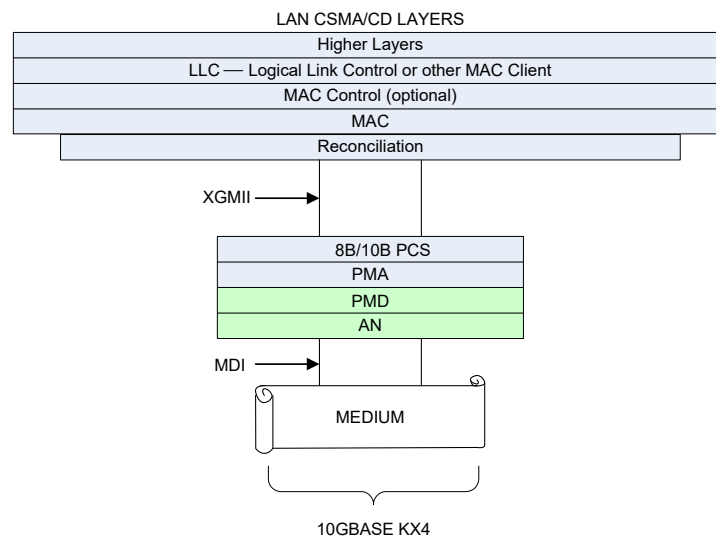 LAN CSMA/CD LAYERS
Higher Layers
LLC — Logical Link Control or other MAC Client
MAC Control (optional)
MAC
Reconciliation
XGMII
8B/10B PCS
PMA
PMD
AN
MDI
MEDIUM
10GBASE KX4